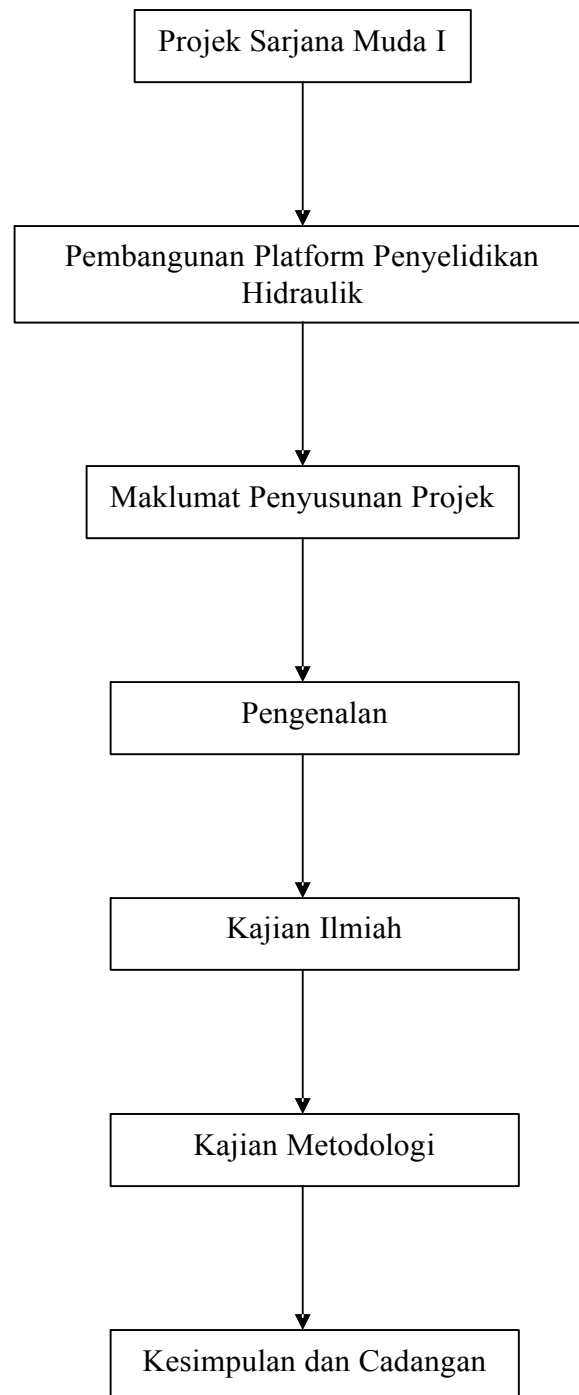 Projek Sarjana Muda I
Pembangunan Platform Penyelidikan
Hidraulik
Maklumat Penyusunan Projek
Pengenalan
Kajian Ilmiah
Kajian Metodologi
Kesimpulan dan Cadangan